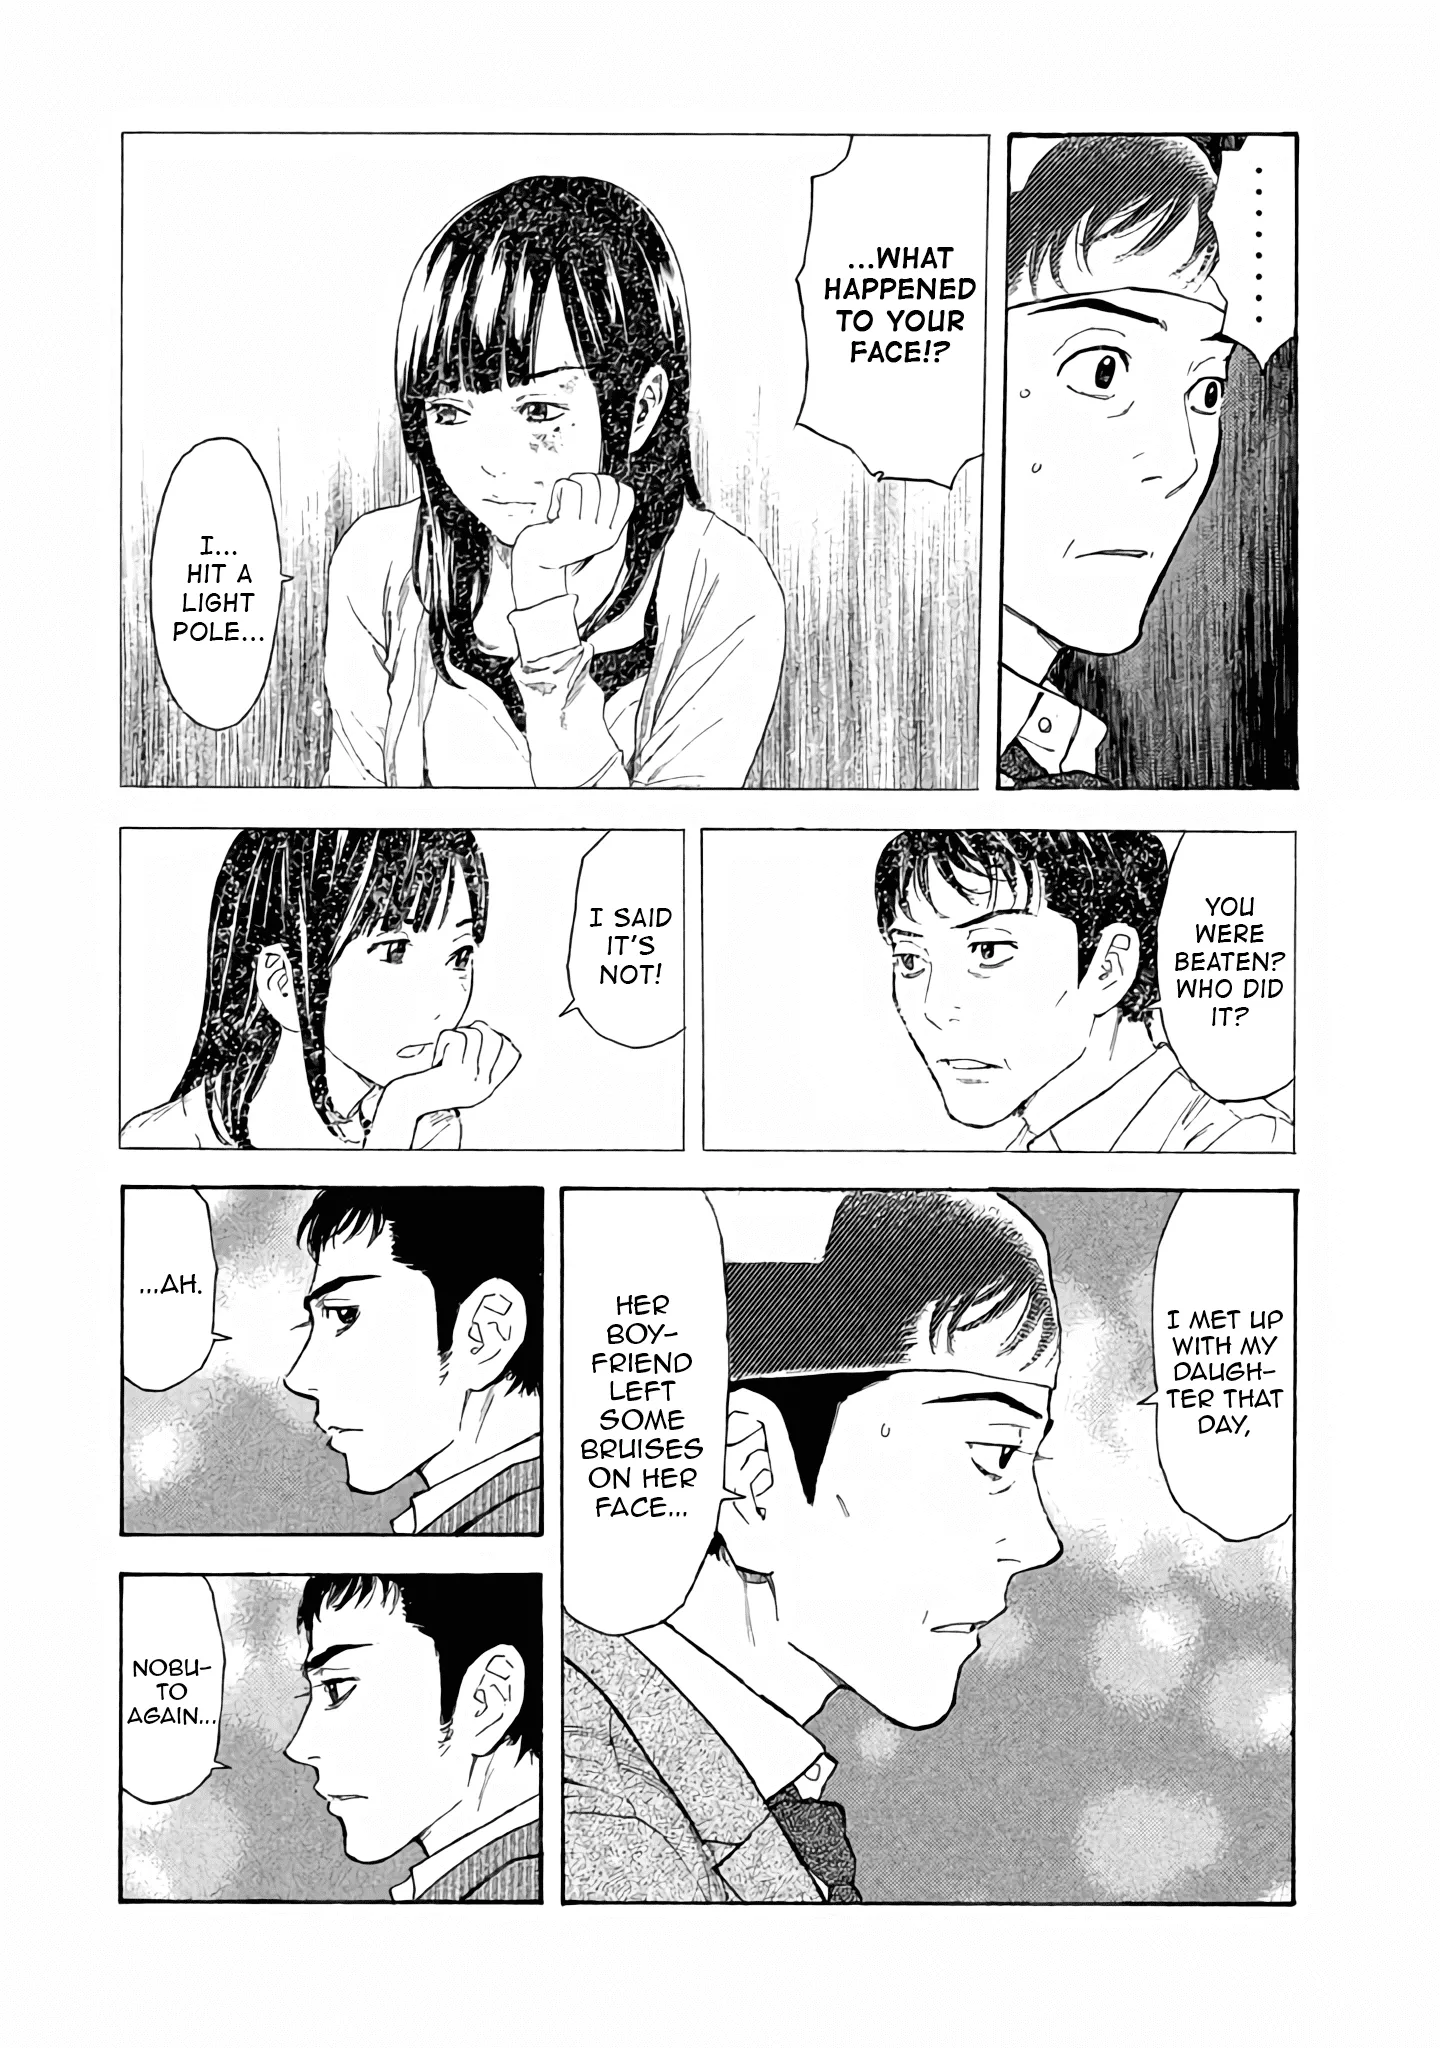 ........
...WHAT
HAPPENED
TO YOUR
FACE!?
I...
HIT A
LIGHT
POLE...
YOU
WERE
BEATEN?
WHO DID
IT?
I SAID
IT'S
NOT!
I MET UP
WITH MY
DAUGH-
TER THAT
DAY,
HER
BOY-
FRIEND
LEFT
SOME
BRUISES
ON HER
FACE...
...AH.
NOBU-
TO
AGAIN...